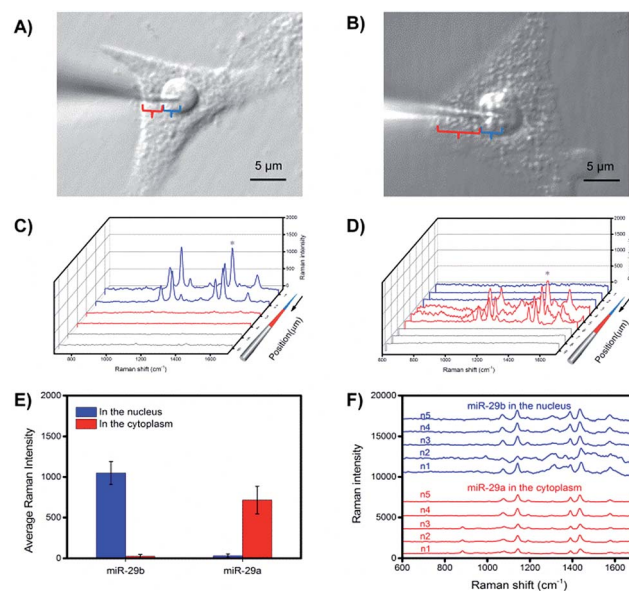 A)
5 μm
B)
5 μm
C)
2000
1500
1000
500
0
Raman intensity
*
Position(μm)
800 1000 1200 1400 1600
Raman shift (cm⁻¹)
D)
2000
1500
1000
500
0
*
Position(μm)
800 1000 1200 1400 1600
Raman shift (cm⁻¹)
E)
2000
1500
1000
500
0
Average Raman Intensity
In the nucleus
In the cytoplasm
miR-29b miR-29a
F)
20000
15000
10000
5000
0
Raman Intensity
miR-29b in the nucleus
n5
n4
n3
n2
n1
miR-29a in the cytoplasm
n5
n4
n3
n2
n1
600 800 1000 1200 1400 1600
Raman shift (cm⁻¹)